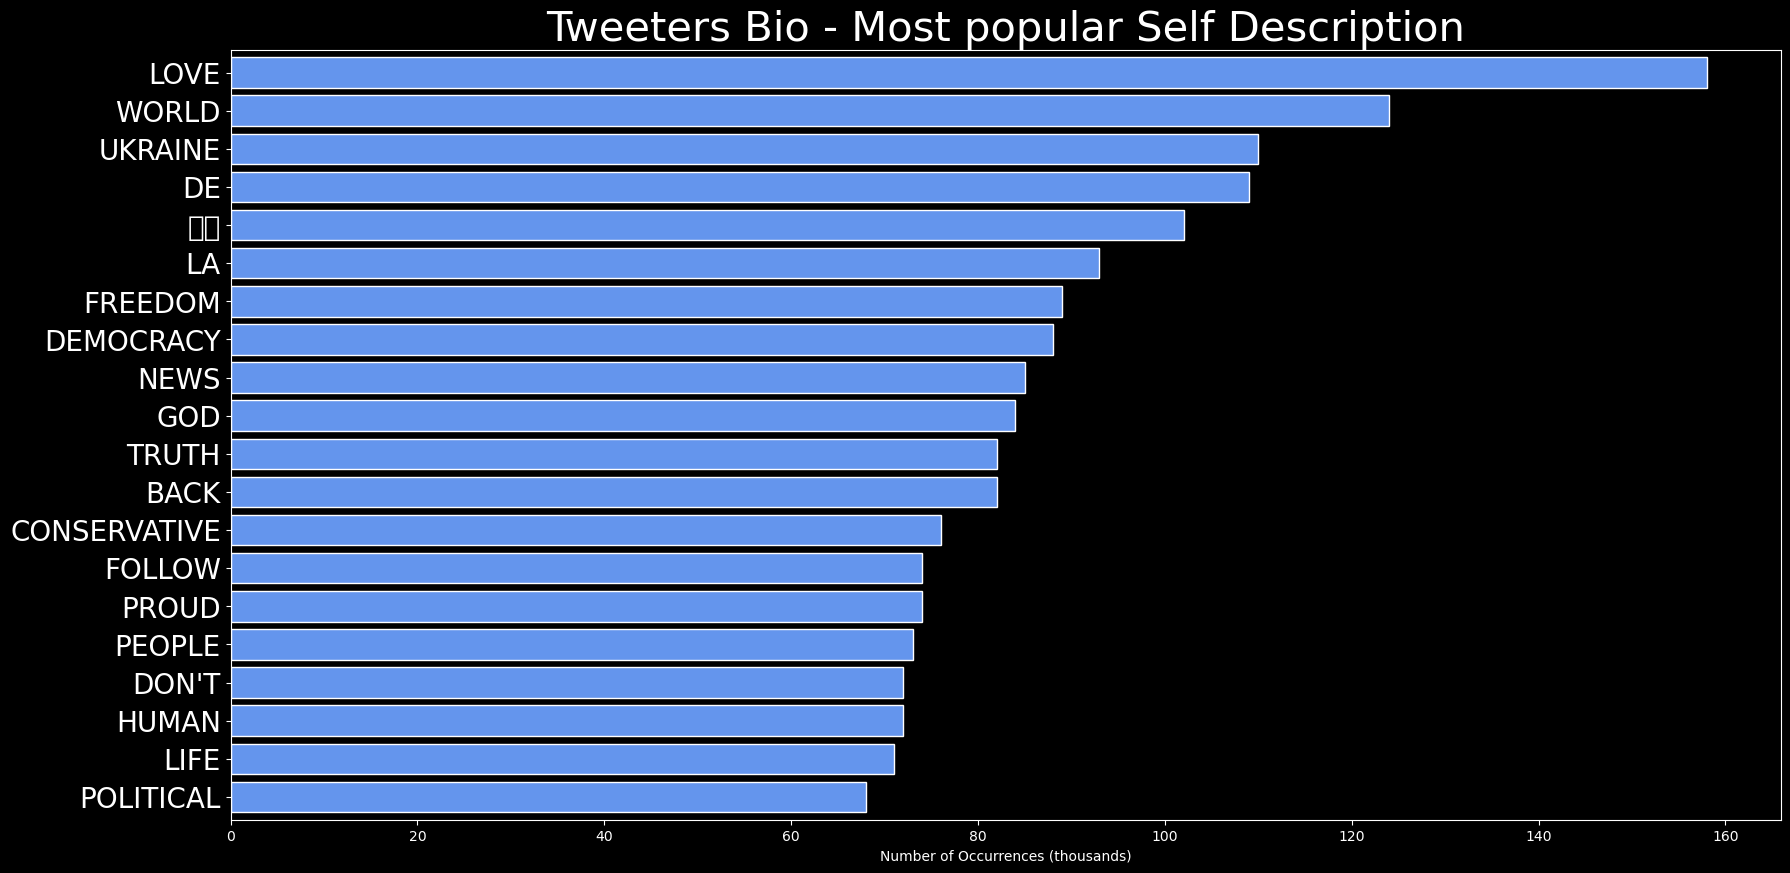 Tweeters Bio - Most popular Self Description
LOVE
WORLD
UKRAINE
DE
LA
FREEDOM
DEMOCRACY
NEWS
GOD
TRUTH
BACK
CONSERVATIVE
FOLLOW
PROUD
PEOPLE
DON'T
HUMAN
LIFE
POLITICAL
0 20 40 60 80 100 120 140 160
Number of Occurrences (thousands)